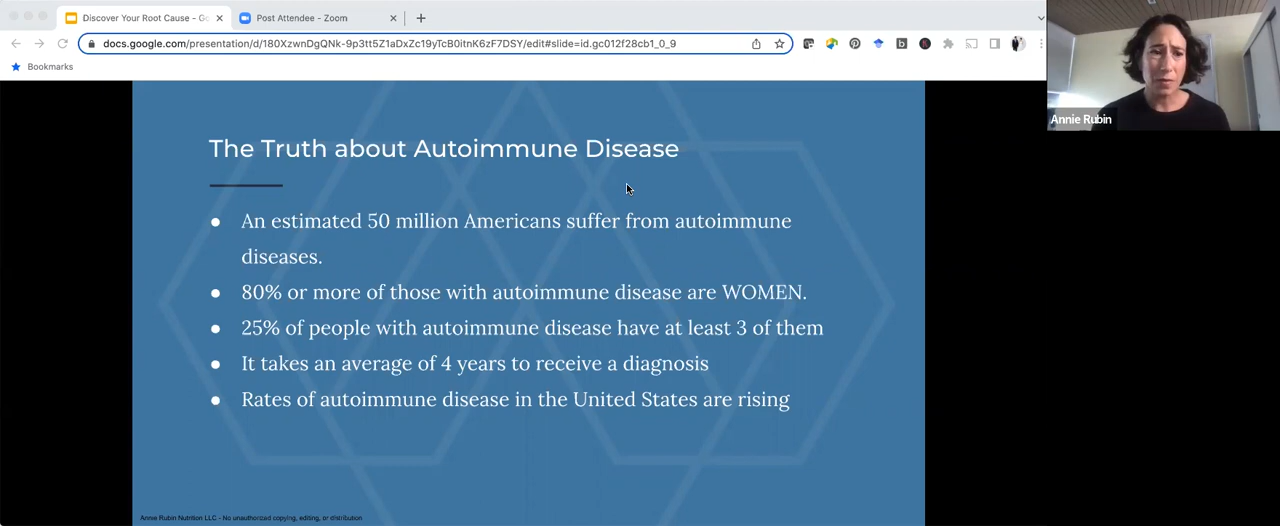 Discover Your Root Cause - Go
Post Attendee - Zoom
docs.google.com/presentation/d/180XzwnDgQNk-9p3tt5Z1aDxZc19yTcB0itnK6zF7DSY/edit#slide=id.gc012f28cb1_0_9
Bookmarks
Annie Rubin
The Truth about Autoimmune Disease
● An estimated 50 million Americans suffer from autoimmune
diseases.
● 80% or more of those with autoimmune disease are WOMEN.
● 25% of people with autoimmune disease have at least 3 of them
● It takes an average of 4 years to receive a diagnosis
● Rates of autoimmune disease in the United States are rising
Annie Rubin Nutrition LLC - No unauthorized copying, editing, or distribution